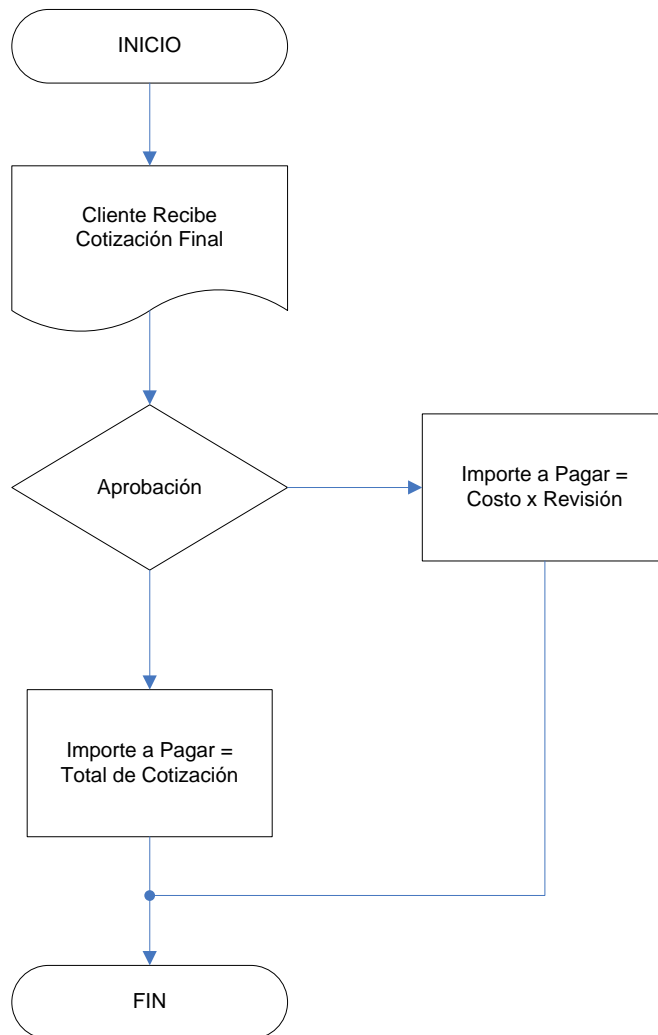 INICIO
Cliente Recibe
Cotización Final
Aprobación
Importe a Pagar =
Costo x Revisión
Importe a Pagar =
Total de Cotización
FIN